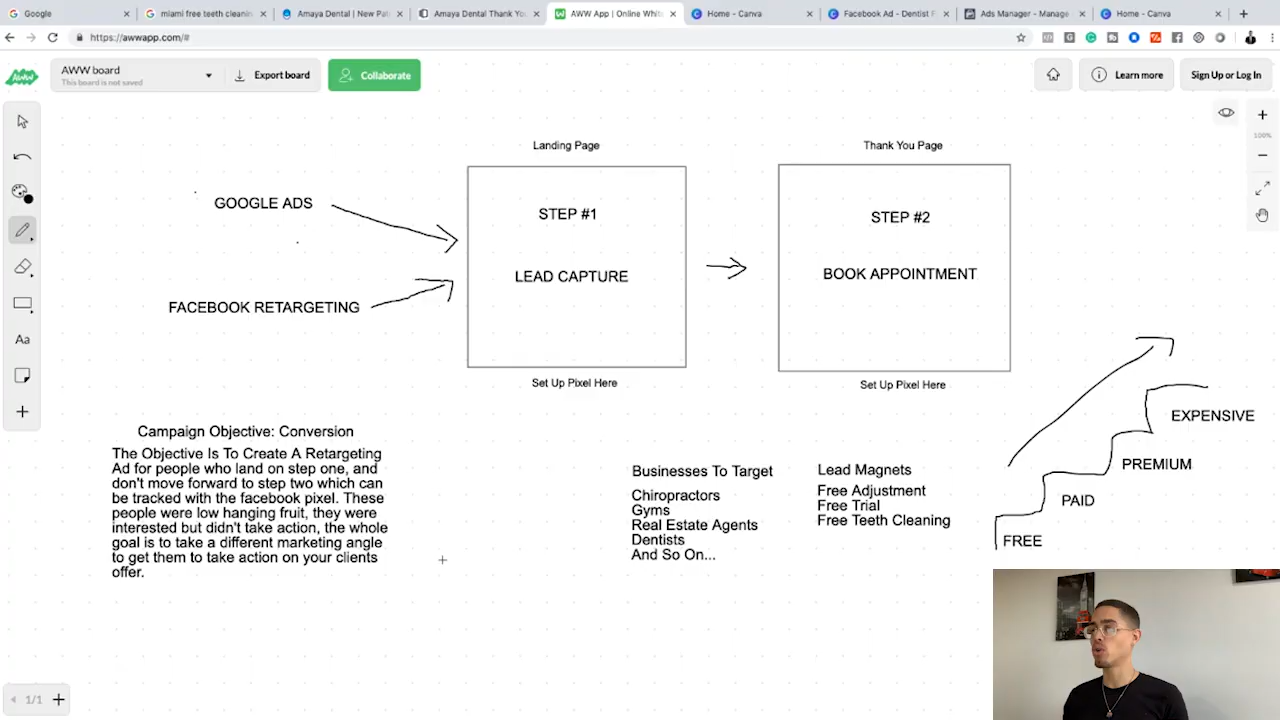 Google
miami free teeth cleanin
Amaya Dental | New Pat
Amaya Dental Thank You
AWW App | Online Whit
Home - Canva
Facebook Ad - Dentist F
Ads Manager - Manage
Home - Canva
https://awwapp.com/#
AWW
AWW board
This board is not saved
Export board
Collaborate
Learn more
Sign Up or Log In
100%
Landing Page
Thank You Page
GOOGLE ADS
STEP #1
STEP #2
LEAD CAPTURE
BOOK APPOINTMENT
FACEBOOK RETARGETING
Aa
Set Up Pixel Here
Set Up Pixel Here
Campaign Objective: Conversion
The Objective Is To Create A Retargeting
Ad for people who land on step one, and
don't move forward to step two which can
be tracked with the facebook pixel. These
people were low hanging fruit, they were
interested but didn't take action, the whole
goal is to take a different marketing angle
to get them to take action on your clients
offer.
Businesses To Target
Chiropractors
Gyms
Real Estate Agents
Dentists
And So On...
Lead Magnets
Free Adjustment
Free Trial
Free Teeth Cleaning
EXPENSIVE
PREMIUM
PAID
FREE
1/1